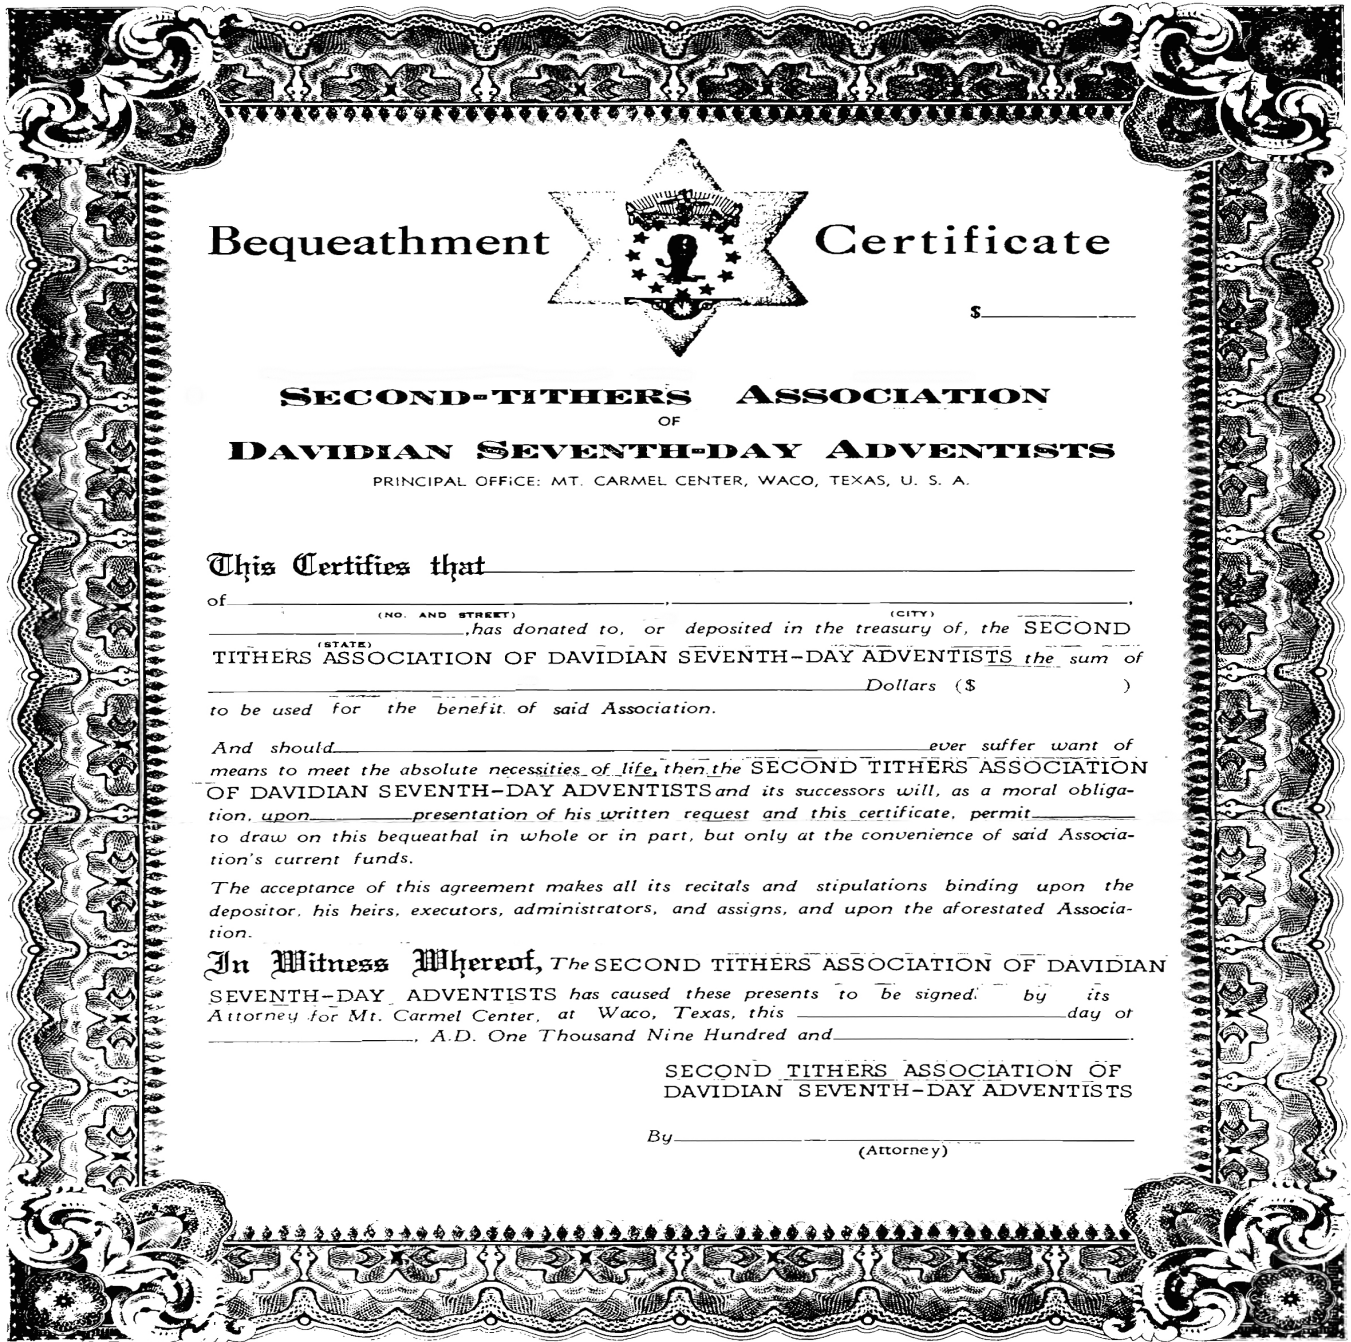 Bequeathment Certificate
$
SECOND-TITHERS ASSOCIATION
OF
DAVIDIAN SEVENTH-DAY ADVENTISTS
PRINCIPAL OFFICE: MT. CARMEL CENTER, WACO, TEXAS, U. S. A.
This Certifies that
of , ,
(NO. AND STREET) (CITY)
,has donated to, or deposited in the treasury of, the SECOND
(STATE)
TITHERS ASSOCIATION OF DAVIDIAN SEVENTH-DAY ADVENTISTS the sum of
Dollars ($ )
to be used for the benefit of said Association.
And should ever suffer want of
means to meet the absolute necessities of life, then the SECOND TITHERS ASSOCIATION
OF DAVIDIAN SEVENTH-DAY ADVENTISTS and its successors will, as a moral obliga-
tion, upon presentation of his written request and this certificate, permit
to draw on this bequeathal in whole or in part, but only at the convenience of said Associa-
tion's current funds.
The acceptance of this agreement makes all its recitals and stipulations binding upon the
depositor, his heirs, executors, administrators, and assigns, and upon the aforestated Associa-
tion.
In Witness Whereof, The SECOND TITHERS ASSOCIATION OF DAVIDIAN
SEVENTH-DAY ADVENTISTS has caused these presents to be signed by its
Attorney for Mt. Carmel Center, at Waco, Texas, this day of
, A.D. One Thousand Nine Hundred and .
SECOND TITHERS ASSOCIATION OF
DAVIDIAN SEVENTH-DAY ADVENTISTS
By
(Attorney)